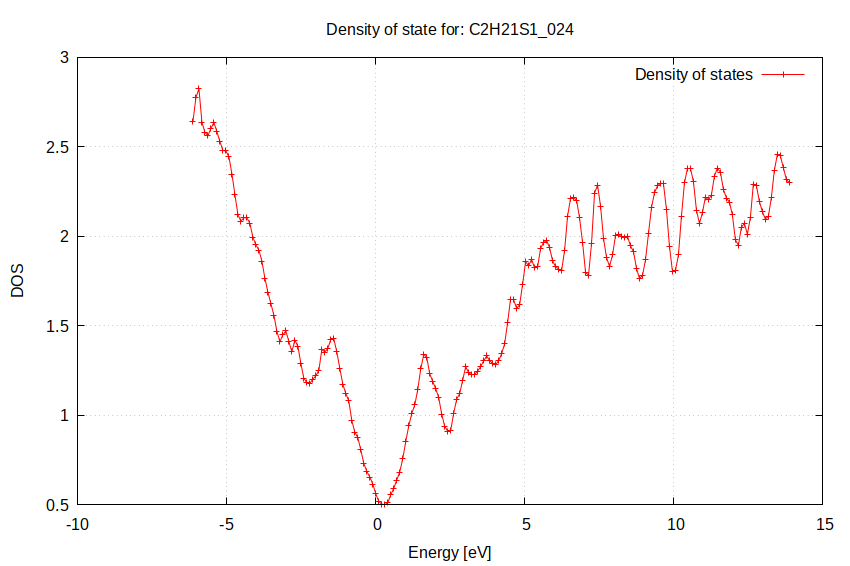 Density of state for: C2H21S1_024
Density of states
3
2.5
2
1.5
1
0.5
DOS
-10 -5 0 5 10 15
Energy [eV]